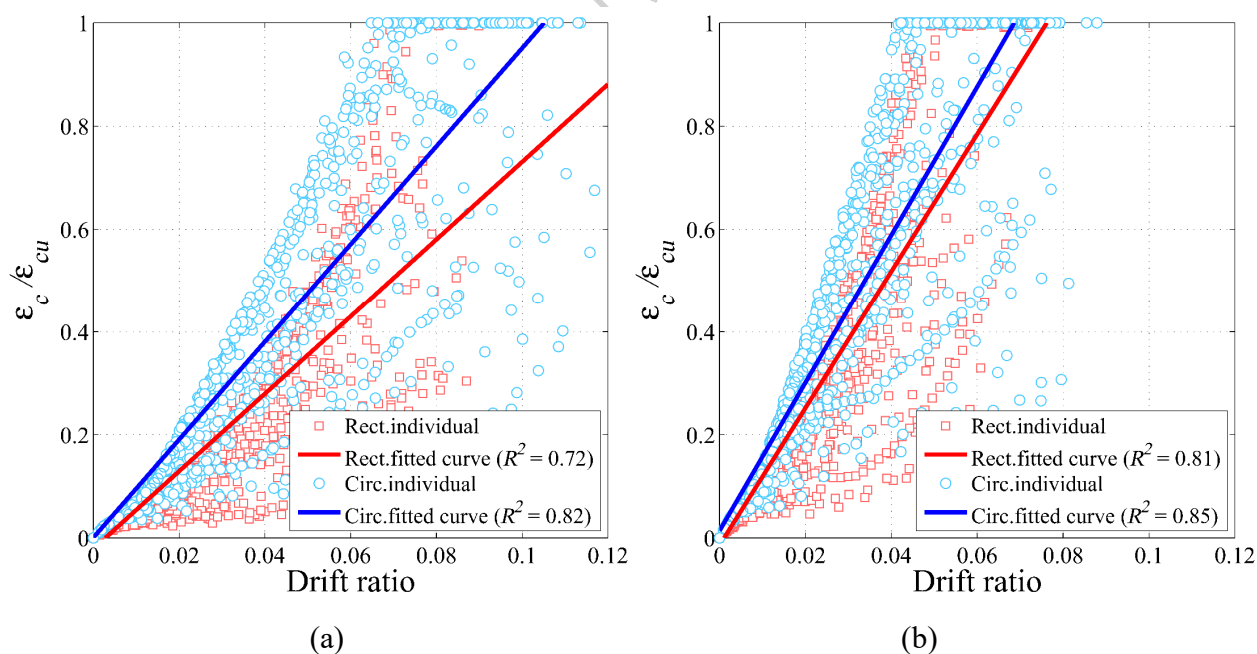 1
0.8
0.6
0.4
0.2
0
0
0.02
0.04
0.06
0.08
0.1
0.12
ε_c/ε_cu
Drift ratio
Rect.individual
Rect.fitted curve (R² = 0.72)
Circ.individual
Circ.fitted curve (R² = 0.82)
(a)
1
0.8
0.6
0.4
0.2
0
0
0.02
0.04
0.06
0.08
0.1
0.12
ε_c/ε_cu
Drift ratio
Rect.individual
Rect.fitted curve (R² = 0.81)
Circ.individual
Circ.fitted curve (R² = 0.85)
(b)